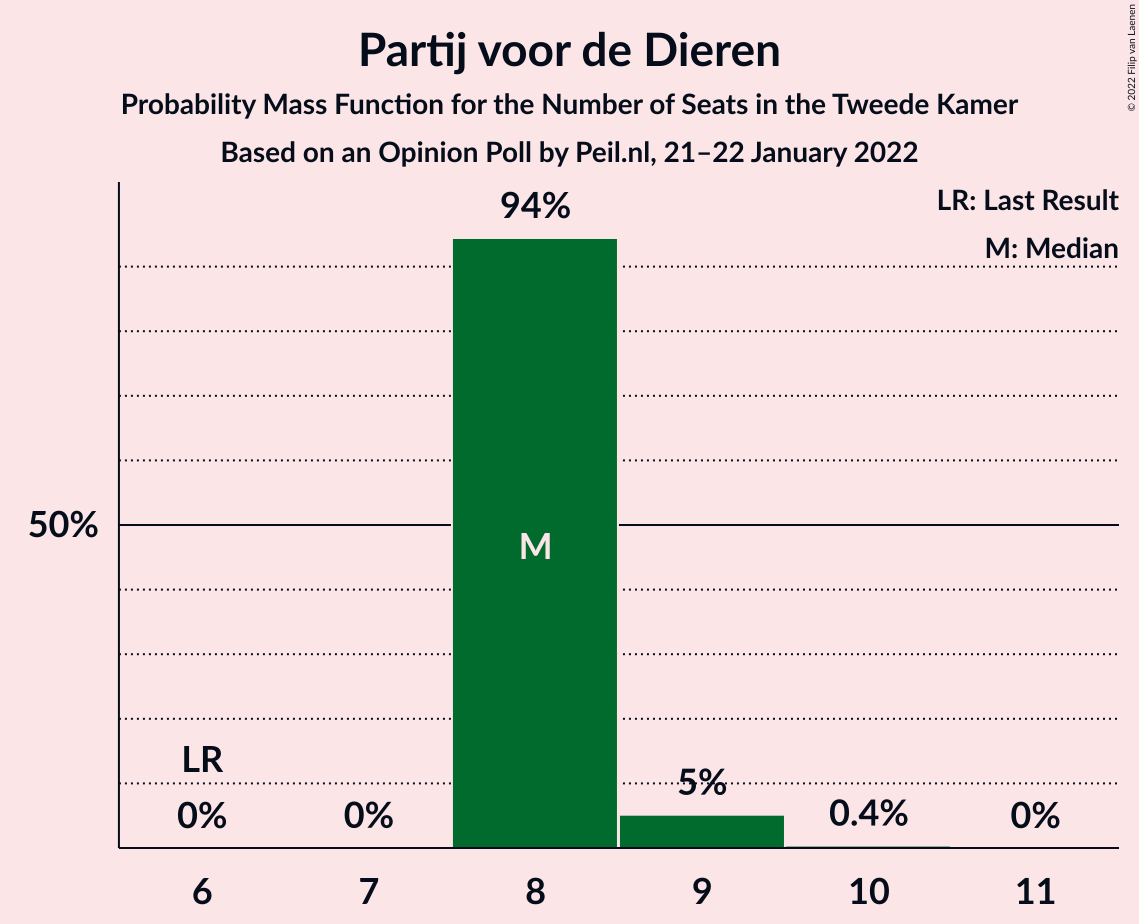 Partij voor de Dieren
Probability Mass Function for the Number of Seats in the Tweede Kamer
Based on an Opinion Poll by Peil.nl, 21–22 January 2022
© 2022 Filip van Laenen
LR: Last Result
M: Median
94%
50%
M
LR
0%
0%
5%
0.4%
0%
6
7
8
9
10
11